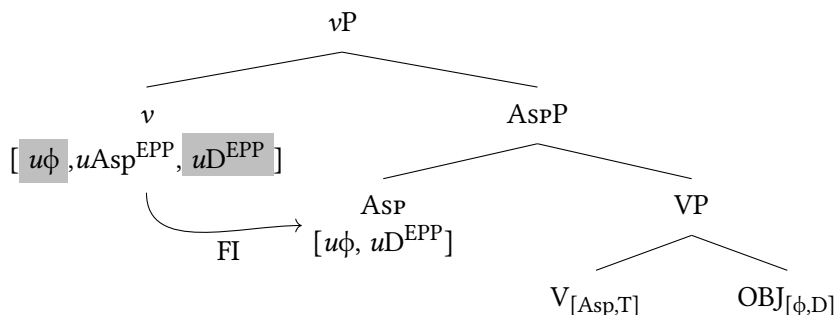 vP
v AspP
[ uϕ ,uAsp^EPP, uD^EPP ]
Asp VP
FI [uϕ, uD^EPP]
V[Asp,T] OBJ[ϕ,D]